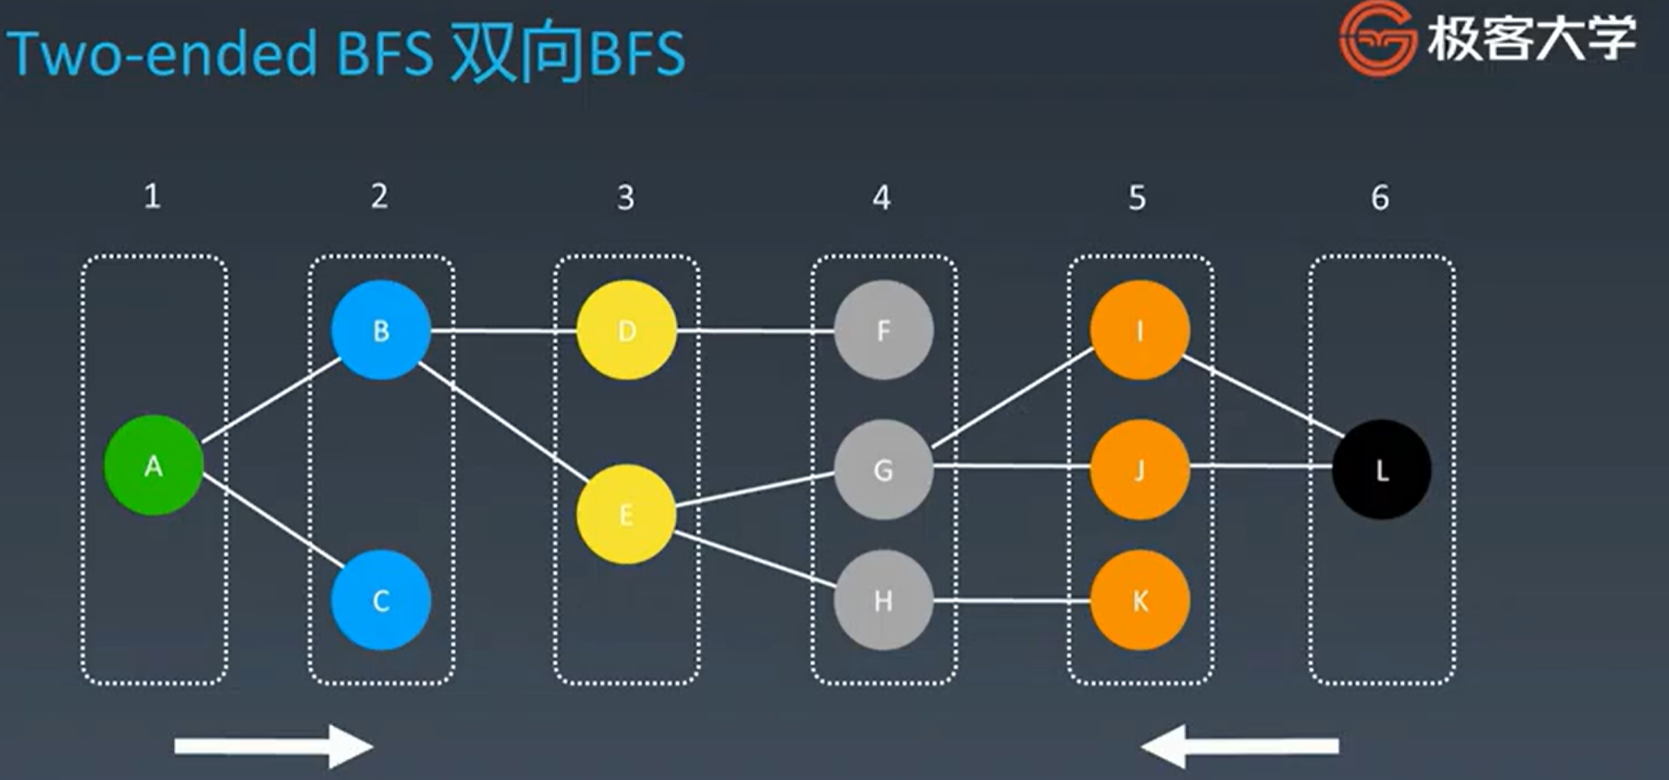 Two-ended BFS 双向BFS
极客大学
1 2 3 4 5 6
B D F I
A G J L
E
C H K